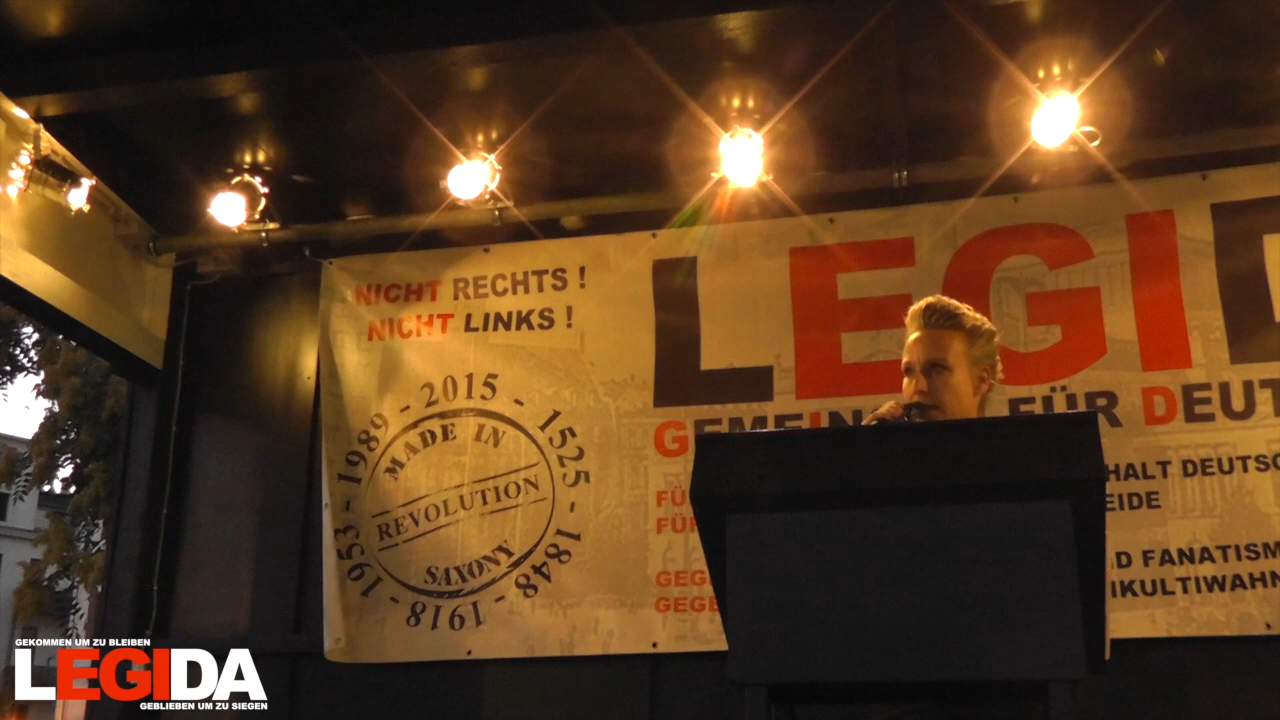 NICHT RECHTS !
NICHT LINKS !
1525 - 1848 - 1918 - 1953 - 1989 - 2015 -
MADE IN
REVOLUTION
SAXONY
LEGID
FÜR DEUT
HALT DEUTSC
EIDE
D FANATISM
IKULTIWAHN
GEKOMMEN UM ZU BLEIBEN
LEGIDA
GEBLIEBEN UM ZU SIEGEN